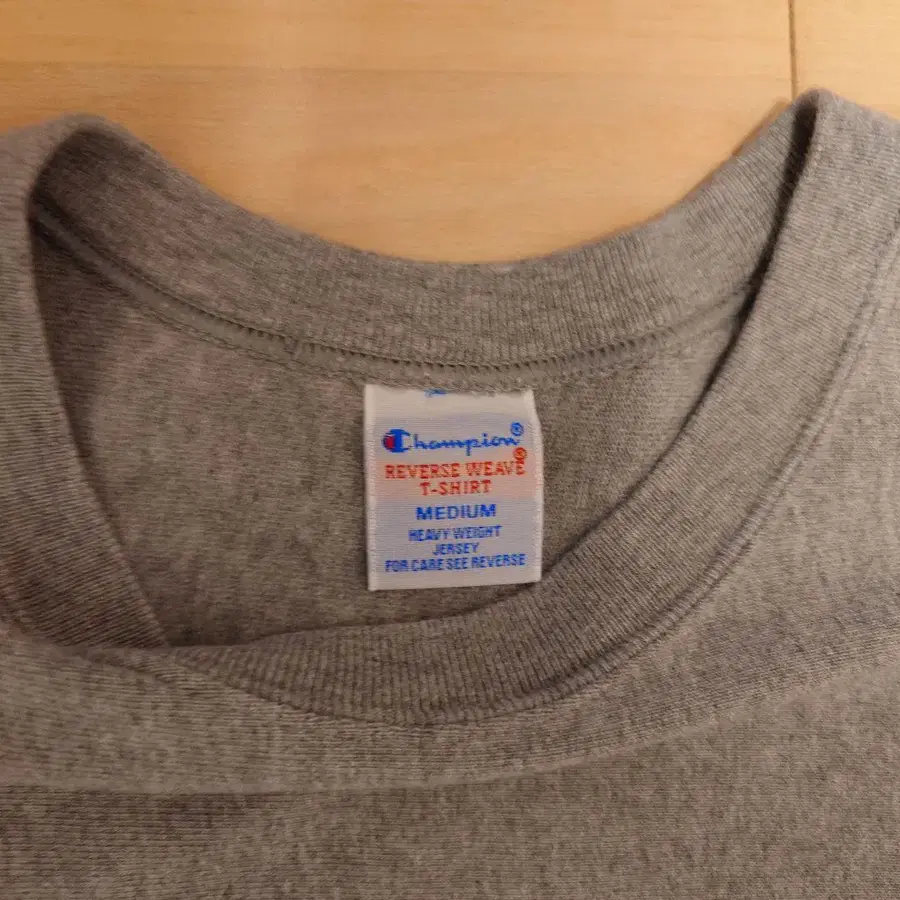 Champion®
REVERSE WEAVE®
T-SHIRT
MEDIUM
HEAVY WEIGHT
JERSEY
FOR CARE SEE REVERSE